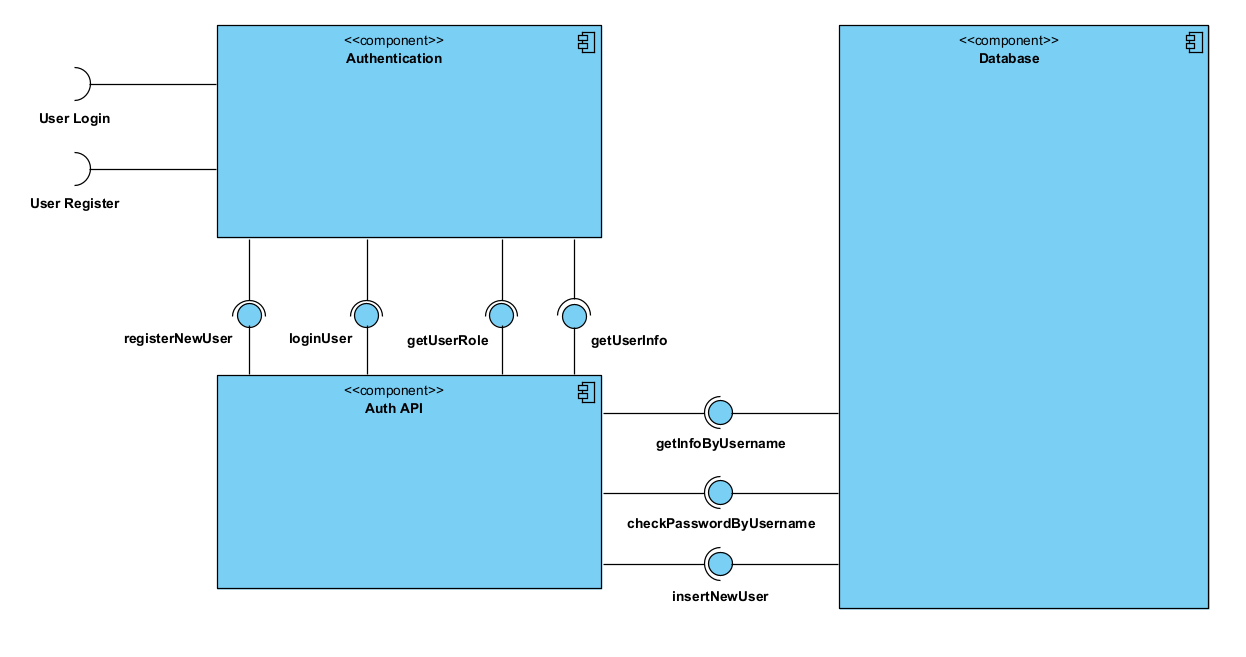 <<component>>
Authentication
<<component>>
Database
User Login
User Register
registerNewUser
loginUser
getUserRole
getUserInfo
<<component>>
Auth API
getInfoByUsername
checkPasswordByUsername
insertNewUser